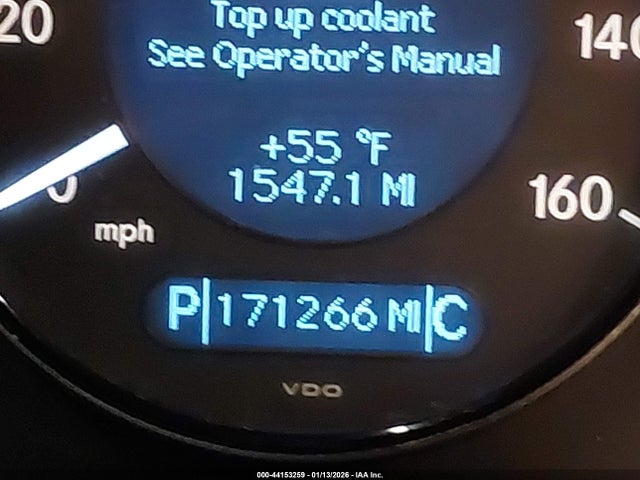 20
Top up coolant
140
See Operator's Manual
+55 °F
1547.1 MI
0
160
mph
P 171266 MI C
VDO
000-44153259 - 01/13/2026 - IAA Inc.